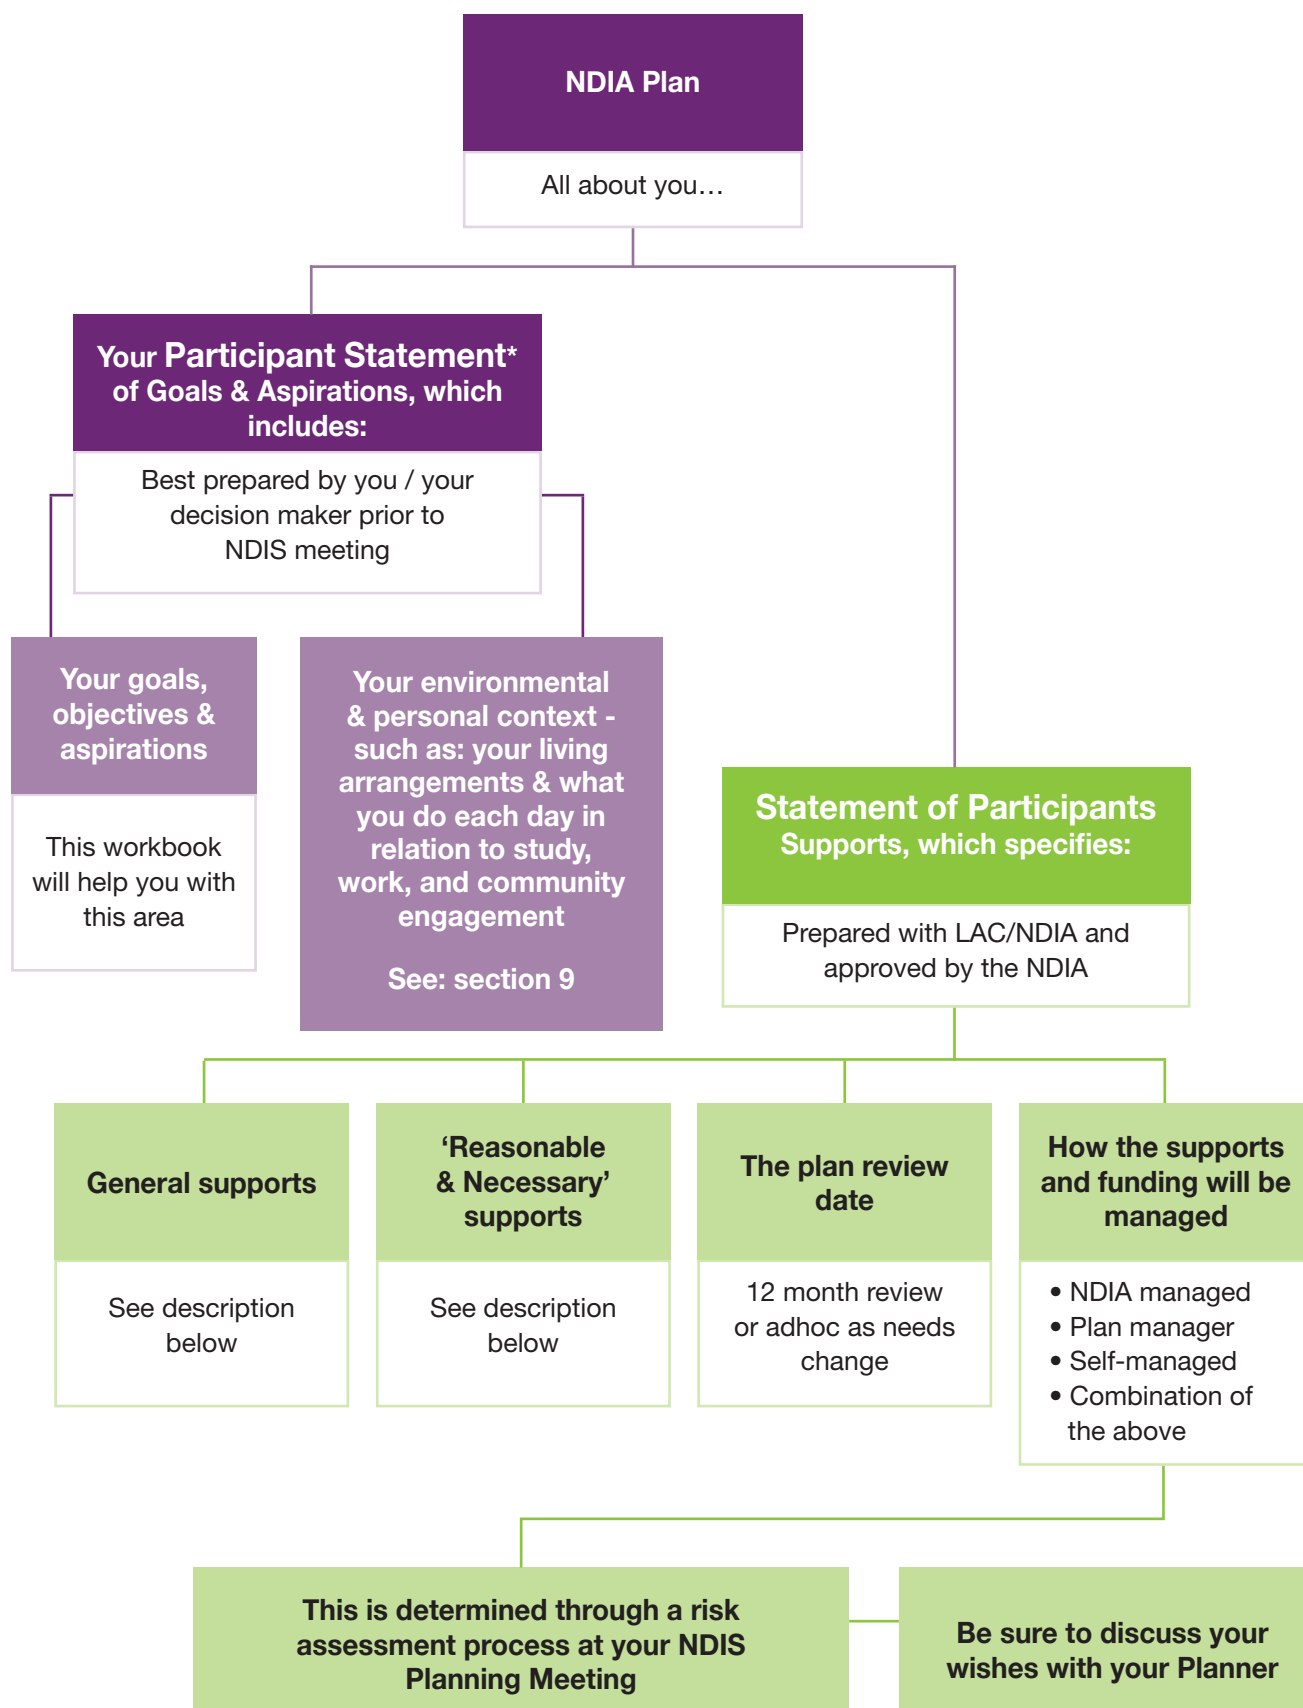 NDIA Plan
All about you…
Your Participant Statement*
of Goals & Aspirations, which
includes:
Best prepared by you / your
decision maker prior to
NDIS meeting
Your goals,
objectives &
aspirations
This workbook
will help you with
this area
Your environmental
& personal context -
such as: your living
arrangements & what
you do each day in
relation to study,
work, and community
engagement
See: section 9
Statement of Participants
Supports, which specifies:
Prepared with LAC/NDIA and
approved by the NDIA
General supports
See description
below
‘Reasonable
& Necessary’
supports
See description
below
The plan review
date
12 month review
or adhoc as needs
change
How the supports
and funding will be
managed
• NDIA managed
• Plan manager
• Self-managed
• Combination of
the above
This is determined through a risk
assessment process at your NDIS
Planning Meeting
Be sure to discuss your
wishes with your Planner